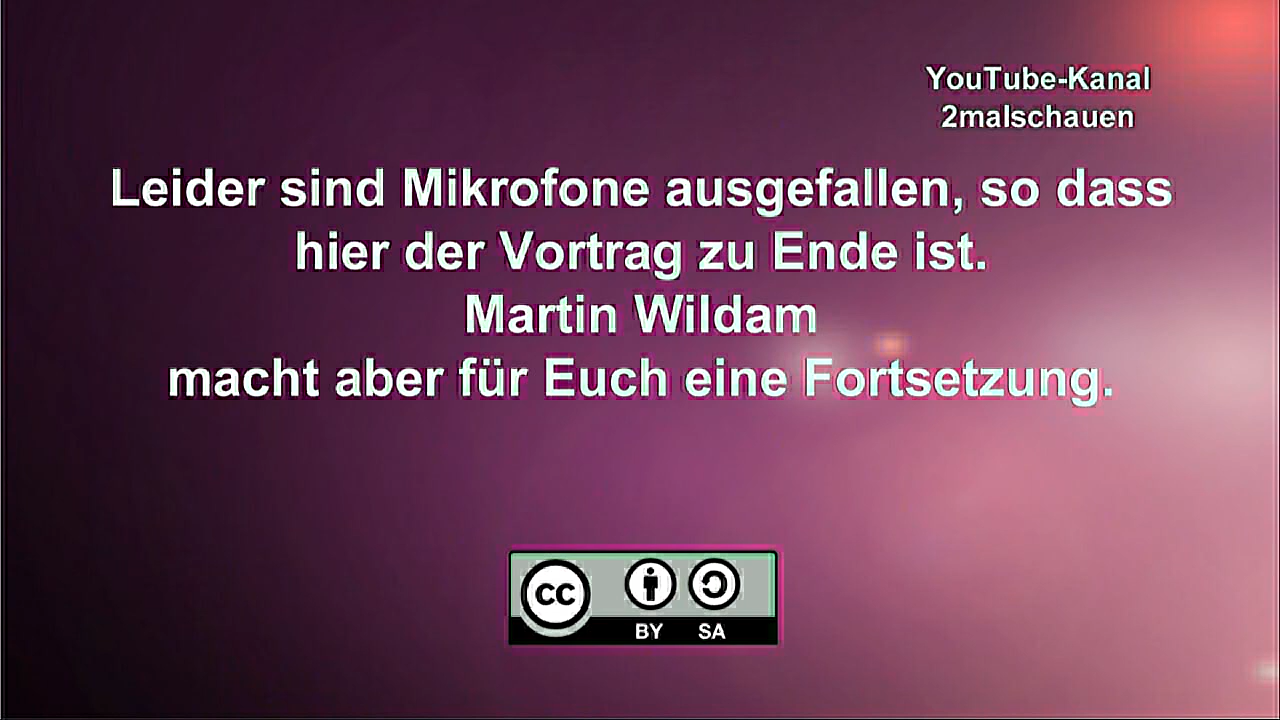 YouTube-Kanal
2malschauen
Leider sind Mikrofone ausgefallen, so dass
hier der Vortrag zu Ende ist.
Martin Wildam
macht aber für Euch eine Fortsetzung.
cc
BY SA